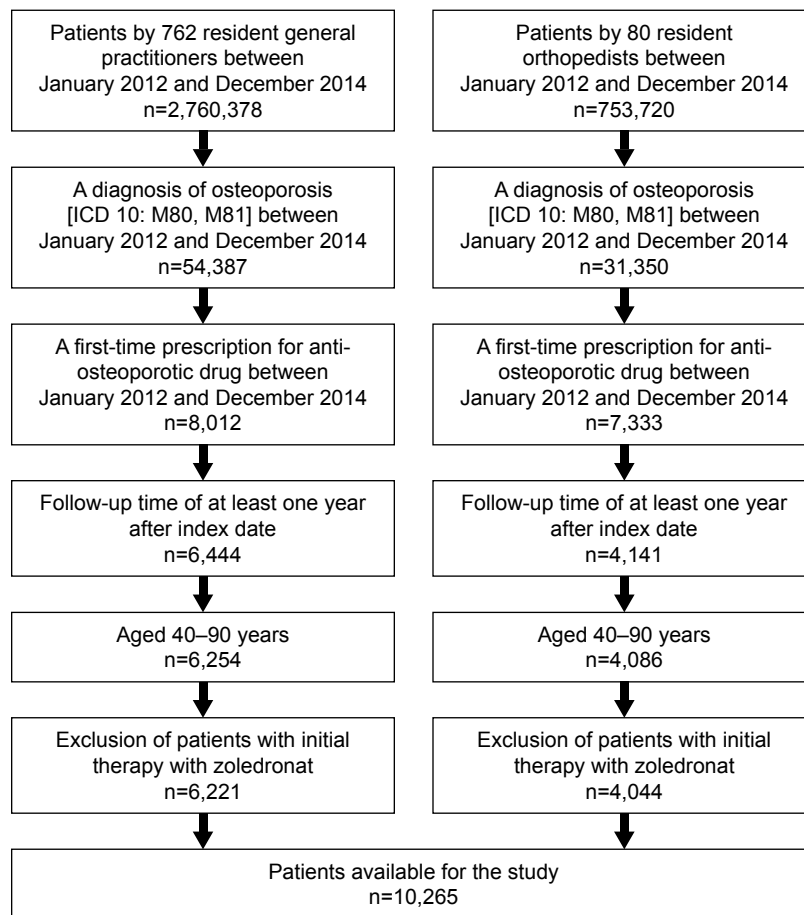 Patients by 762 resident general
practitioners between
January 2012 and December 2014
n=2,760,378
Patients by 80 resident
orthopedists between
January 2012 and December 2014
n=753,720
A diagnosis of osteoporosis
[ICD 10: M80, M81] between
January 2012 and December 2014
n=54,387
A diagnosis of osteoporosis
[ICD 10: M80, M81] between
January 2012 and December 2014
n=31,350
A first-time prescription for anti-
osteoporotic drug between
January 2012 and December 2014
n=8,012
A first-time prescription for anti-
osteoporotic drug between
January 2012 and December 2014
n=7,333
Follow-up time of at least one year
after index date
n=6,444
Follow-up time of at least one year
after index date
n=4,141
Aged 40–90 years
n=6,254
Aged 40–90 years
n=4,086
Exclusion of patients with initial
therapy with zoledronat
n=6,221
Exclusion of patients with initial
therapy with zoledronat
n=4,044
Patients available for the study
n=10,265